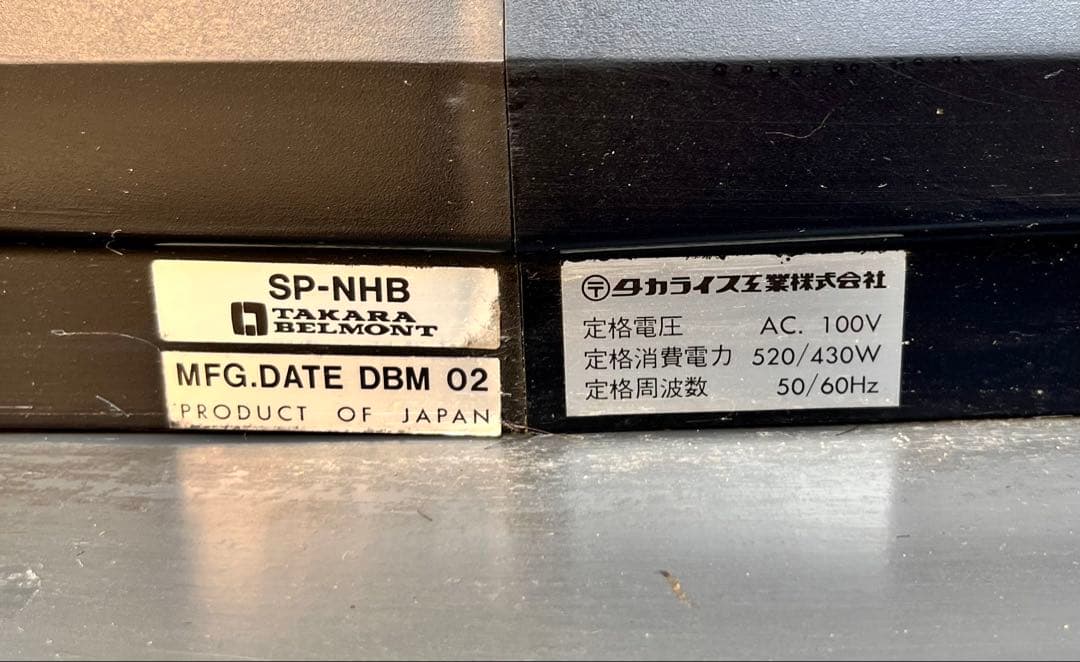 SP-NHB
TAKARA
BELMONT
MFG.DATE DBM 02
PRODUCT OF JAPAN
〶タカライス工業株式会社
定格電圧 AC. 100V
定格消費電力 520/430W
定格周波数 50/60Hz